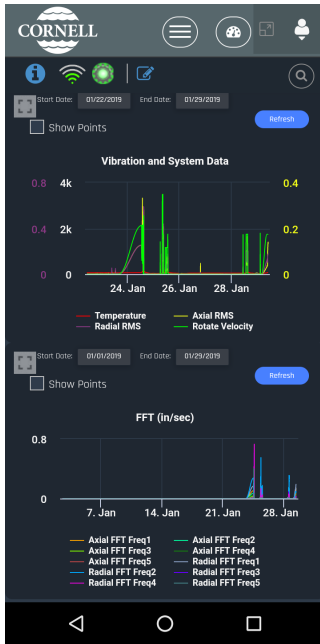 CORNELL
Start Date: 01/22/2019 End Date: 01/29/2019
Refresh
Show Points
Vibration and System Data
0.8 4k 0.4
0.4 2k 0.2
0 0 0
24. Jan 26. Jan 28. Jan
Temperature Axial RMS
Radial RMS Rotate Velocity
Start Date: 01/01/2019 End Date: 01/29/2019
Refresh
Show Points
FFT (in/sec)
0.8
0
7. Jan 14. Jan 21. Jan 28. Jan
Axial FFT Freq1 Axial FFT Freq2
Axial FFT Freq3 Axial FFT Freq4
Axial FFT Freq5 Radial FFT Freq1
Radial FFT Freq2 Radial FFT Freq3
Radial FFT Freq4 Radial FFT Freq5